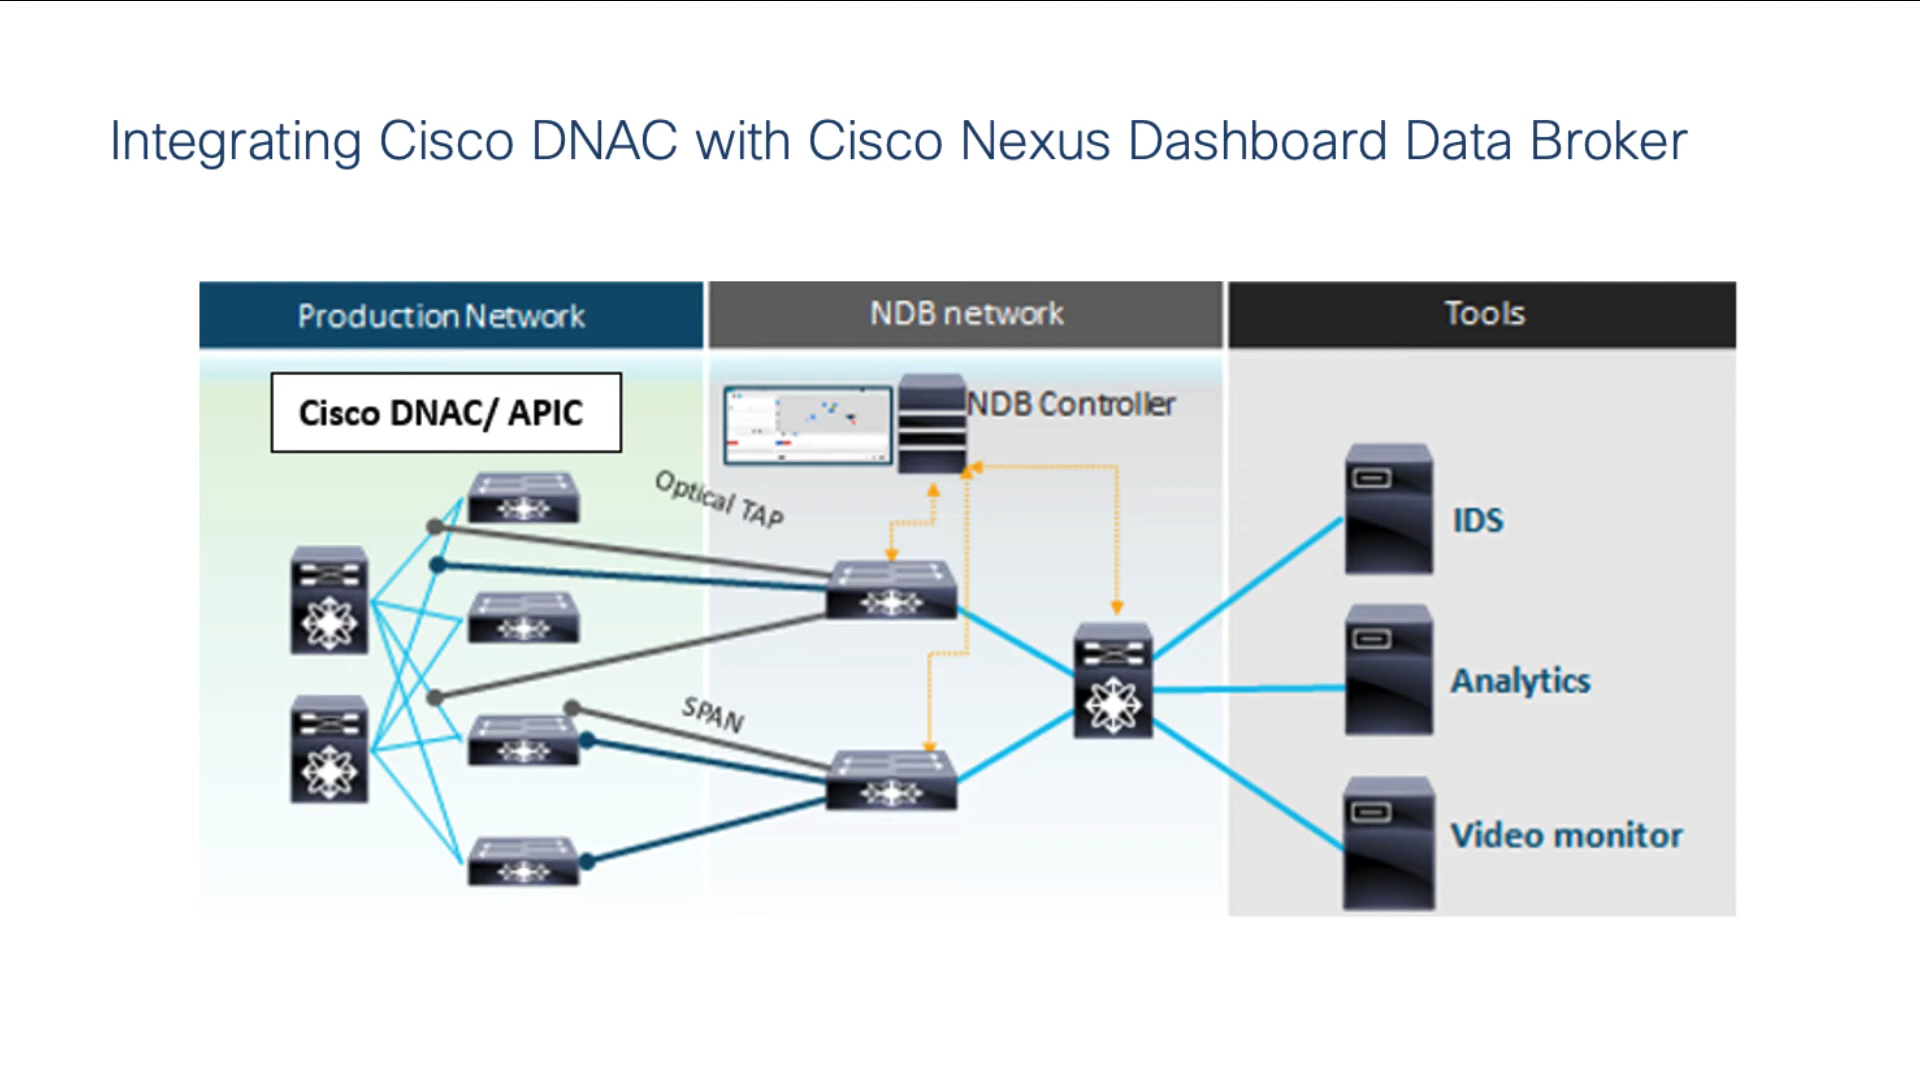 Integrating Cisco DNAC with Cisco Nexus Dashboard Data Broker
Production Network
NDB network
Tools
Cisco DNAC/ APIC
NDB Controller
Optical TAP
IDS
SPAN
Analytics
Video monitor